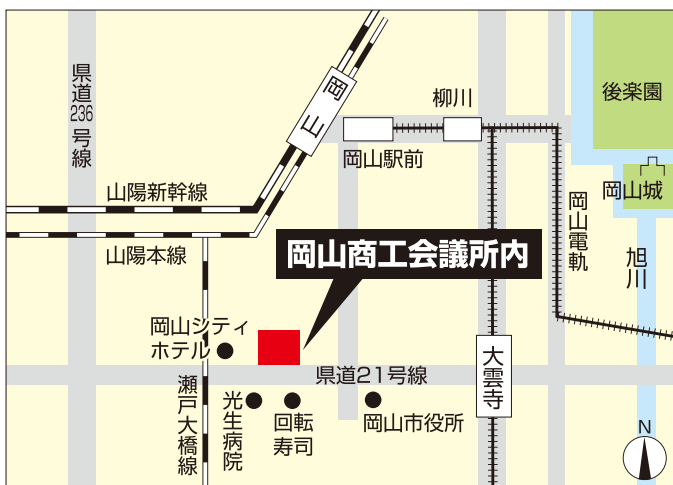 県道
236
号線
岡山
柳川
後楽園
岡山駅前
岡山城
山陽新幹線
岡山電軌
山陽本線
岡山商工会議所内
旭川
岡山シティ
ホテル
大雲寺
県道21号線
瀬戸大橋線
光生病院
回転
寿司
岡山市役所
N